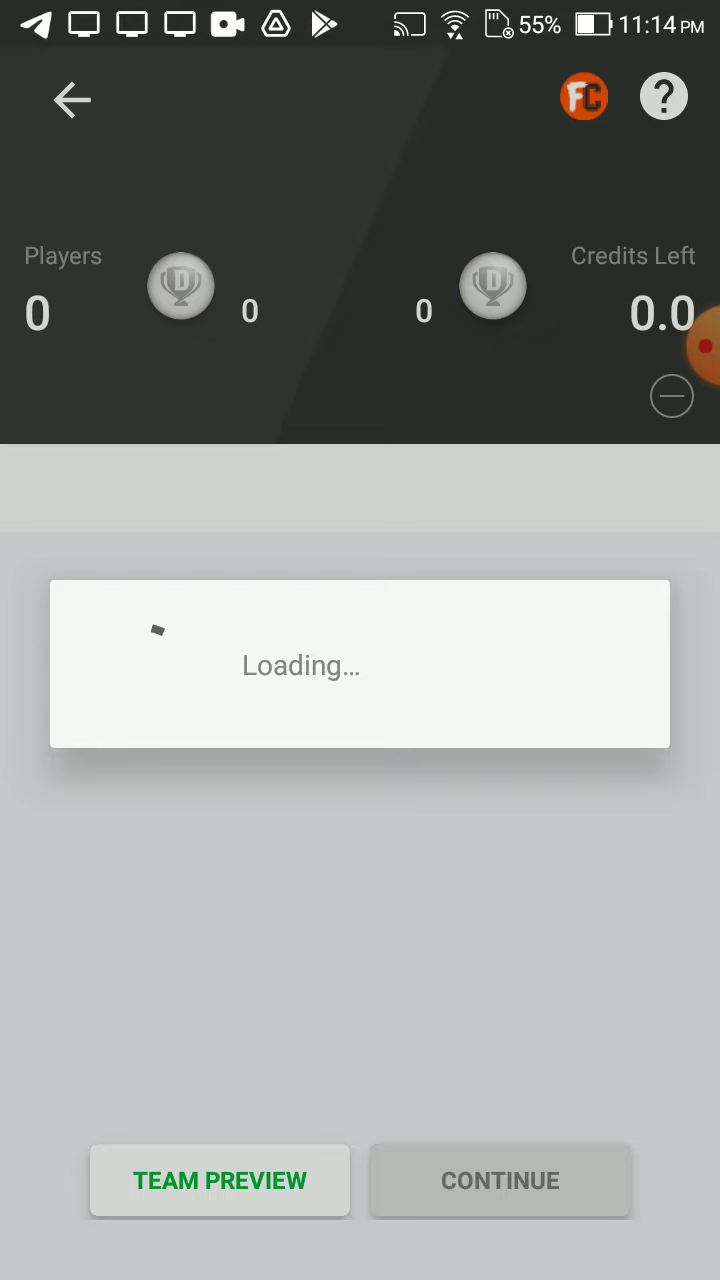 55% 11:14 PM
FC ?
Players
Credits Left
D
D
0
0
0
0.0
Loading...
TEAM PREVIEW
CONTINUE